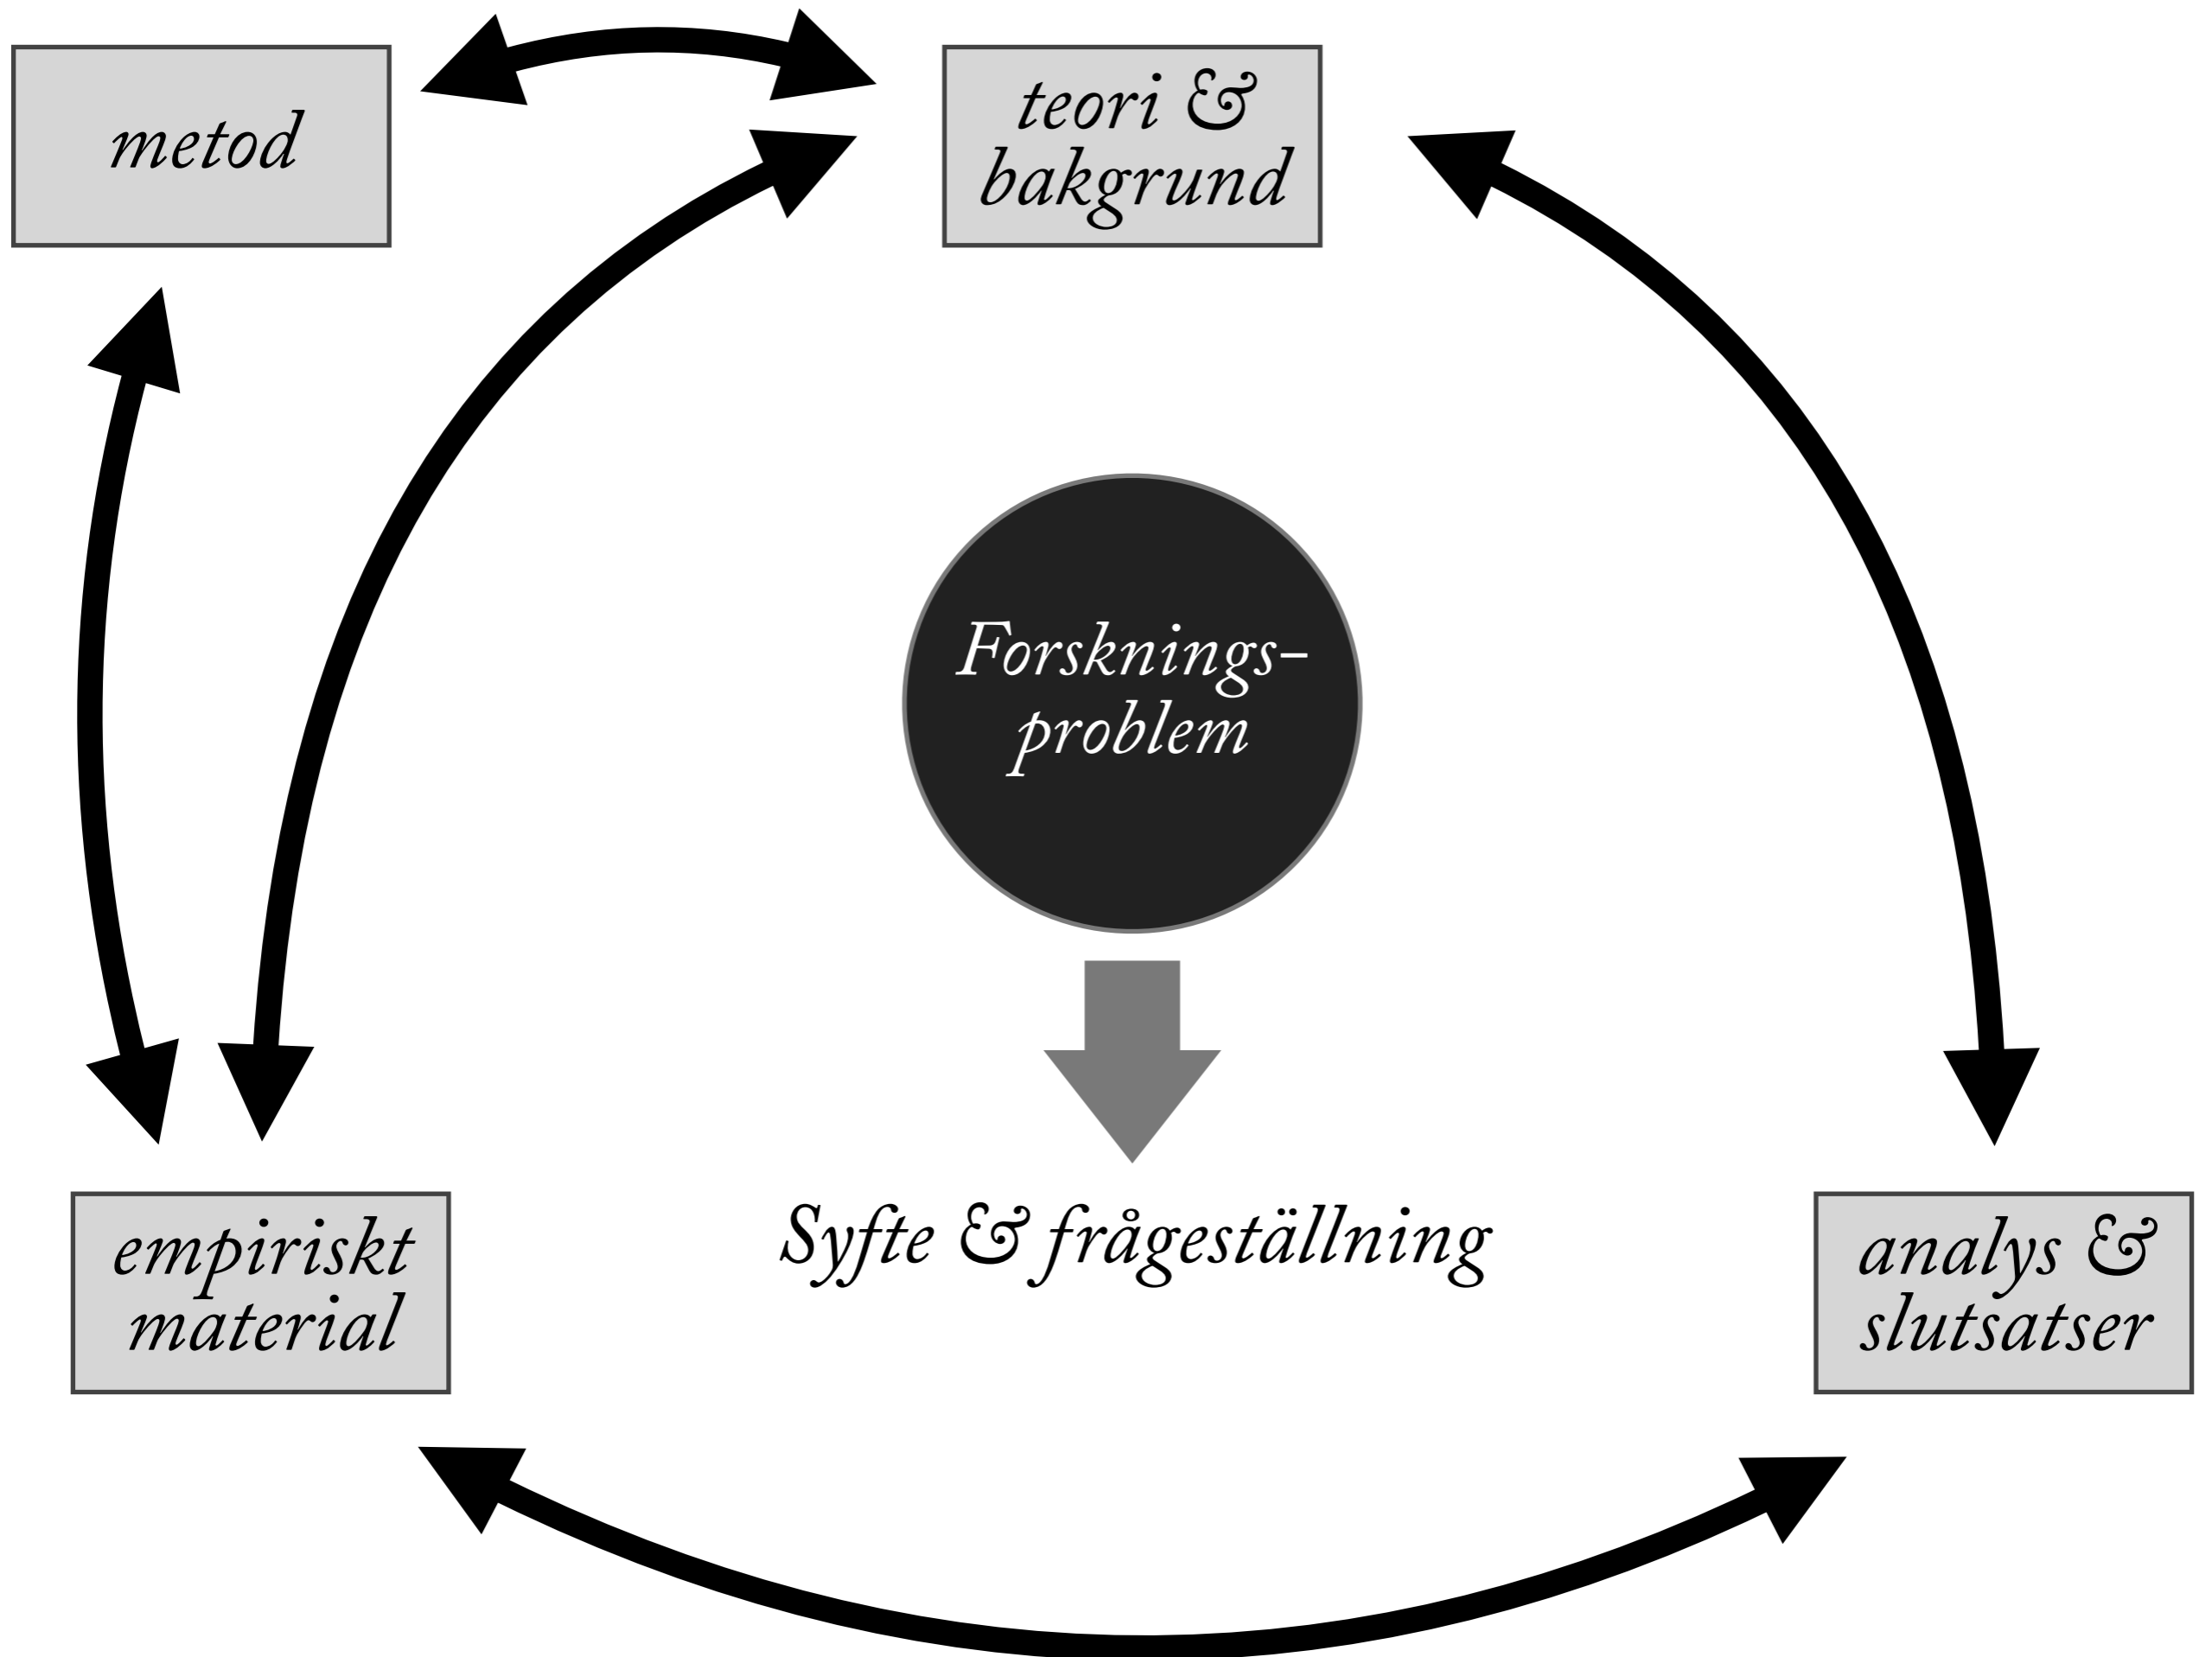 metod
teori &
bakgrund
Forsknings–
problem
empiriskt
material
Syfte & frågeställning
analys &
slutsatser